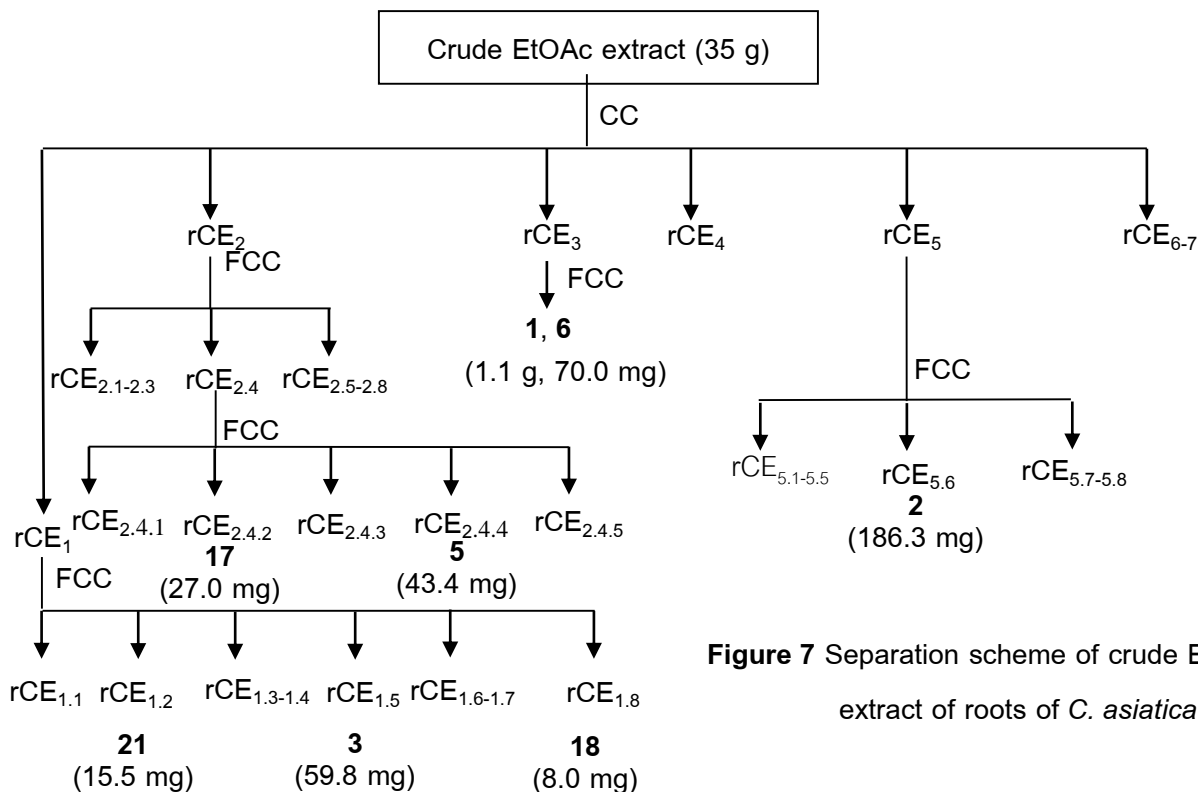 Crude EtOAc extract (35 g)
CC
rCE2
rCE3
rCE4
rCE5
rCE6-7
FCC
FCC
1, 6
(1.1 g, 70.0 mg)
rCE2.1-2.3
rCE2.4
rCE2.5-2.8
FCC
FCC
rCE5.1-5.5
rCE5.6
rCE5.7-5.8
2
(186.3 mg)
rCE1
rCE2.4.1
rCE2.4.2
rCE2.4.3
rCE2.4.4
rCE2.4.5
17
5
(27.0 mg)
(43.4 mg)
FCC
rCE1.1
rCE1.2
rCE1.3-1.4
rCE1.5
rCE1.6-1.7
rCE1.8
21
3
18
(15.5 mg)
(59.8 mg)
(8.0 mg)
Figure 7 Separation scheme of crude E
extract of roots of C. asiatica